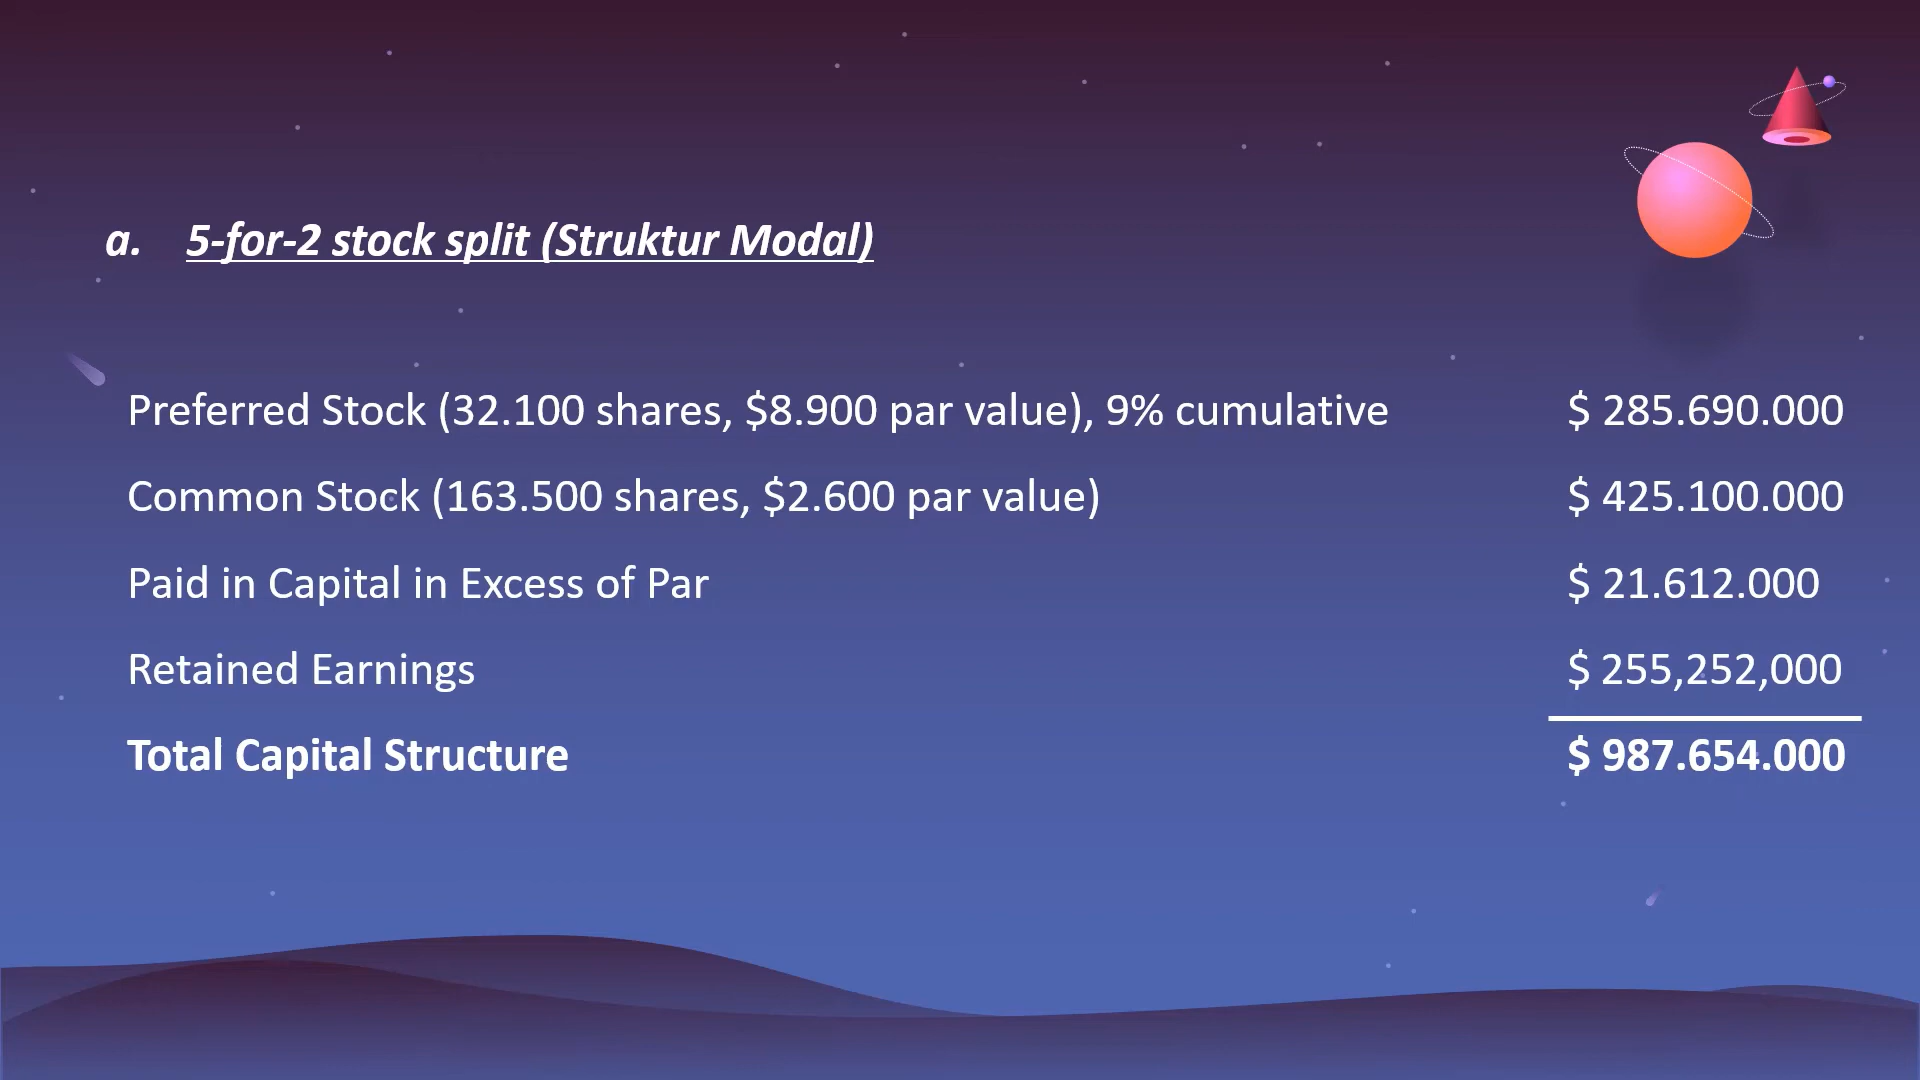 a. 5-for-2 stock split (Struktur Modal)
Preferred Stock (32.100 shares, $8.900 par value), 9% cumulative $ 285.690.000
Common Stock (163.500 shares, $2.600 par value) $ 425.100.000
Paid in Capital in Excess of Par $ 21.612.000
Retained Earnings $ 255,252,000
Total Capital Structure $ 987.654.000